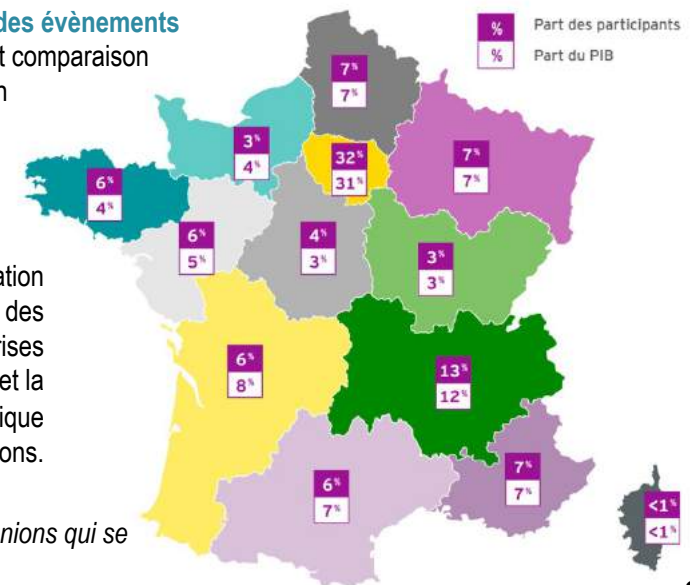 des évènements
t comparaison
n
% Part des participants
% Part du PIB
7%
7%
3%
4%
32%
31%
7%
7%
6%
4%
6%
5%
4%
3%
3%
3%
ation
des
rises
et la
ique
ons.
6%
8%
13%
12%
6%
7%
7%
7%
<1%
<1%
nions qui se